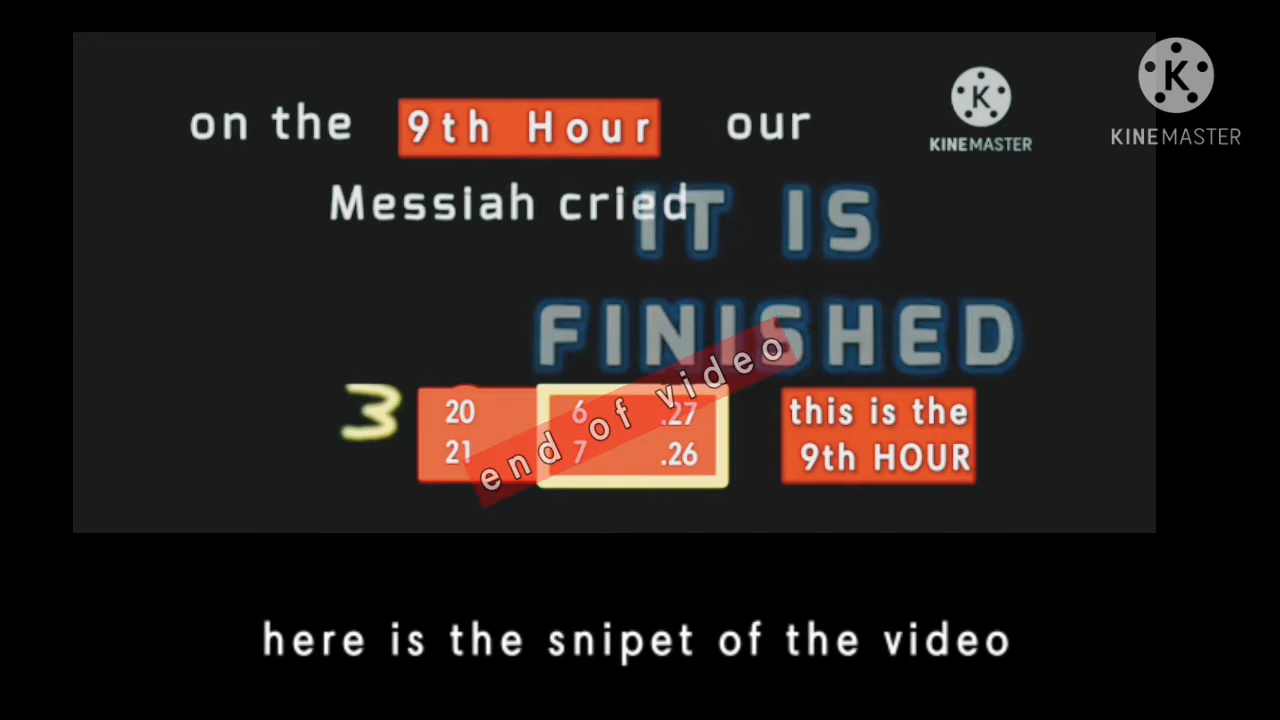 on the 9th Hour our
Messiah cried
IT IS
FINISHED
3
20 6 .27
21 7 .26
this is the
9th HOUR
end of video
KINEMASTER
KINEMASTER
here is the snipet of the video